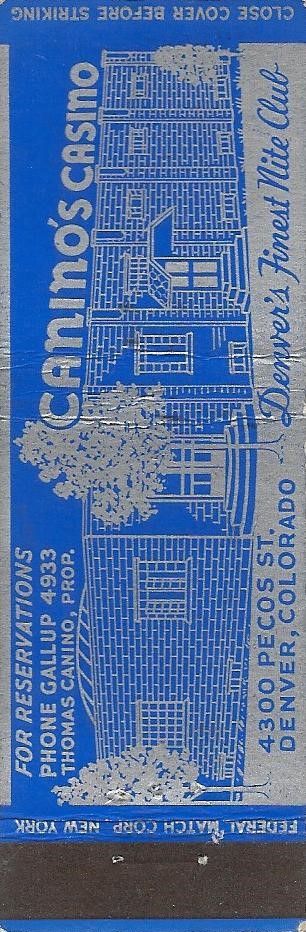 CLOSE COVER BEFORE STRIKING
CANINO'S CASINO
FOR RESERVATIONS
PHONE GALLUP 4933
THOMAS CANINO, PROP.
Denver's Finest Nite Club
4300 PECOS ST.
DENVER, COLORADO
FEDERAL MATCH CORP NEW YORK